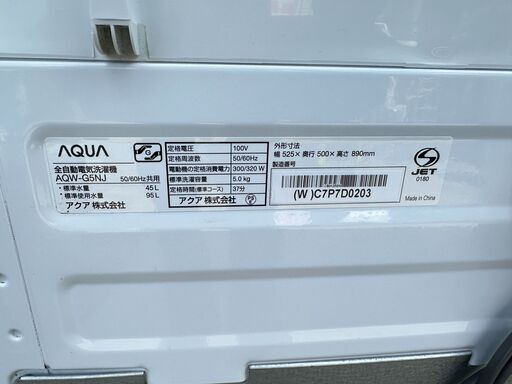 AQUA
全自動電気洗濯機
AQW-G5NJ 50/60Hz共用
・標準水量 45L
・標準使用水量 95L
アクア 株式会社
定格電圧 100V
定格周波数 50/60Hz
電動機の定格消費電力 300/320 W
標準洗濯容量 5.0kg
定格時間(標準コース) 37分
アクア 株式会社
外形寸法
幅 525× 奥行 500× 高さ 890mm
製造番号
(W )C7P7D0203
S
JET
0180
Made in China